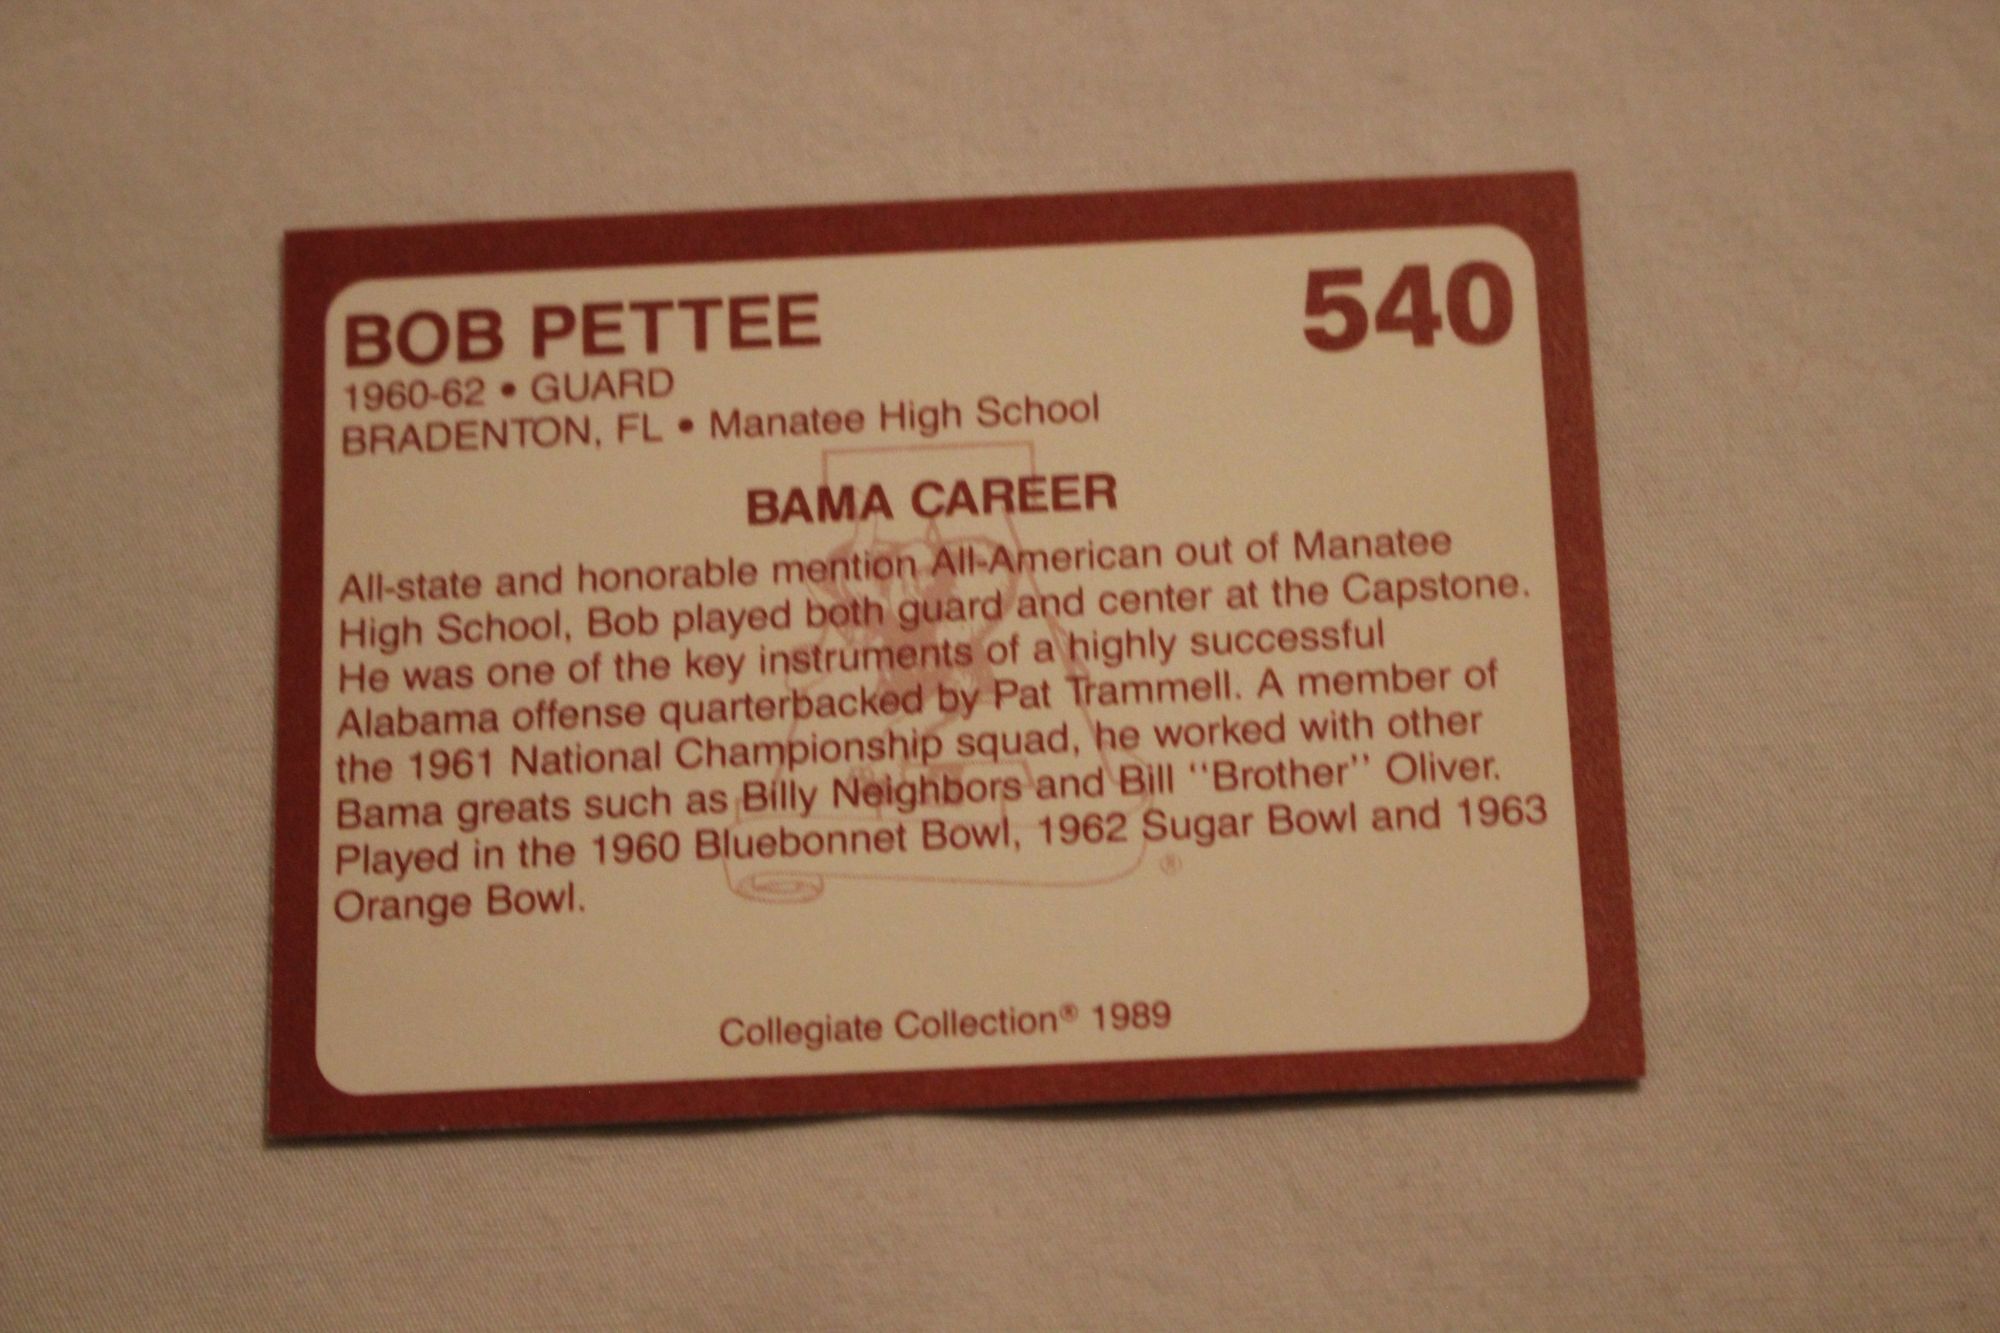 BOB PETTEE
540
1960-62 • GUARD
BRADENTON, FL • Manatee High School
BAMA CAREER
All-state and honorable mention All-American out of Manatee
High School, Bob played both guard and center at the Capstone.
He was one of the key instruments of a highly successful
Alabama offense quarterbacked by Pat Trammell. A member of
the 1961 National Championship squad, he worked with other
Bama greats such as Billy Neighbors and Bill ''Brother'' Oliver.
Played in the 1960 Bluebonnet Bowl, 1962 Sugar Bowl and 1963
Orange Bowl.
®
Collegiate Collection® 1989